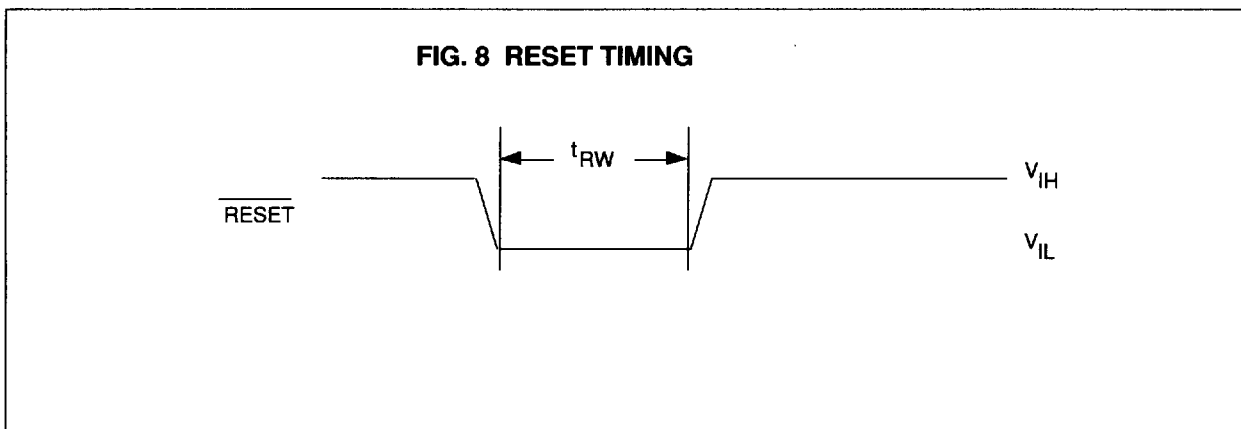 FIG. 8 RESET TIMING
tRW
VIH
RESET
VIL